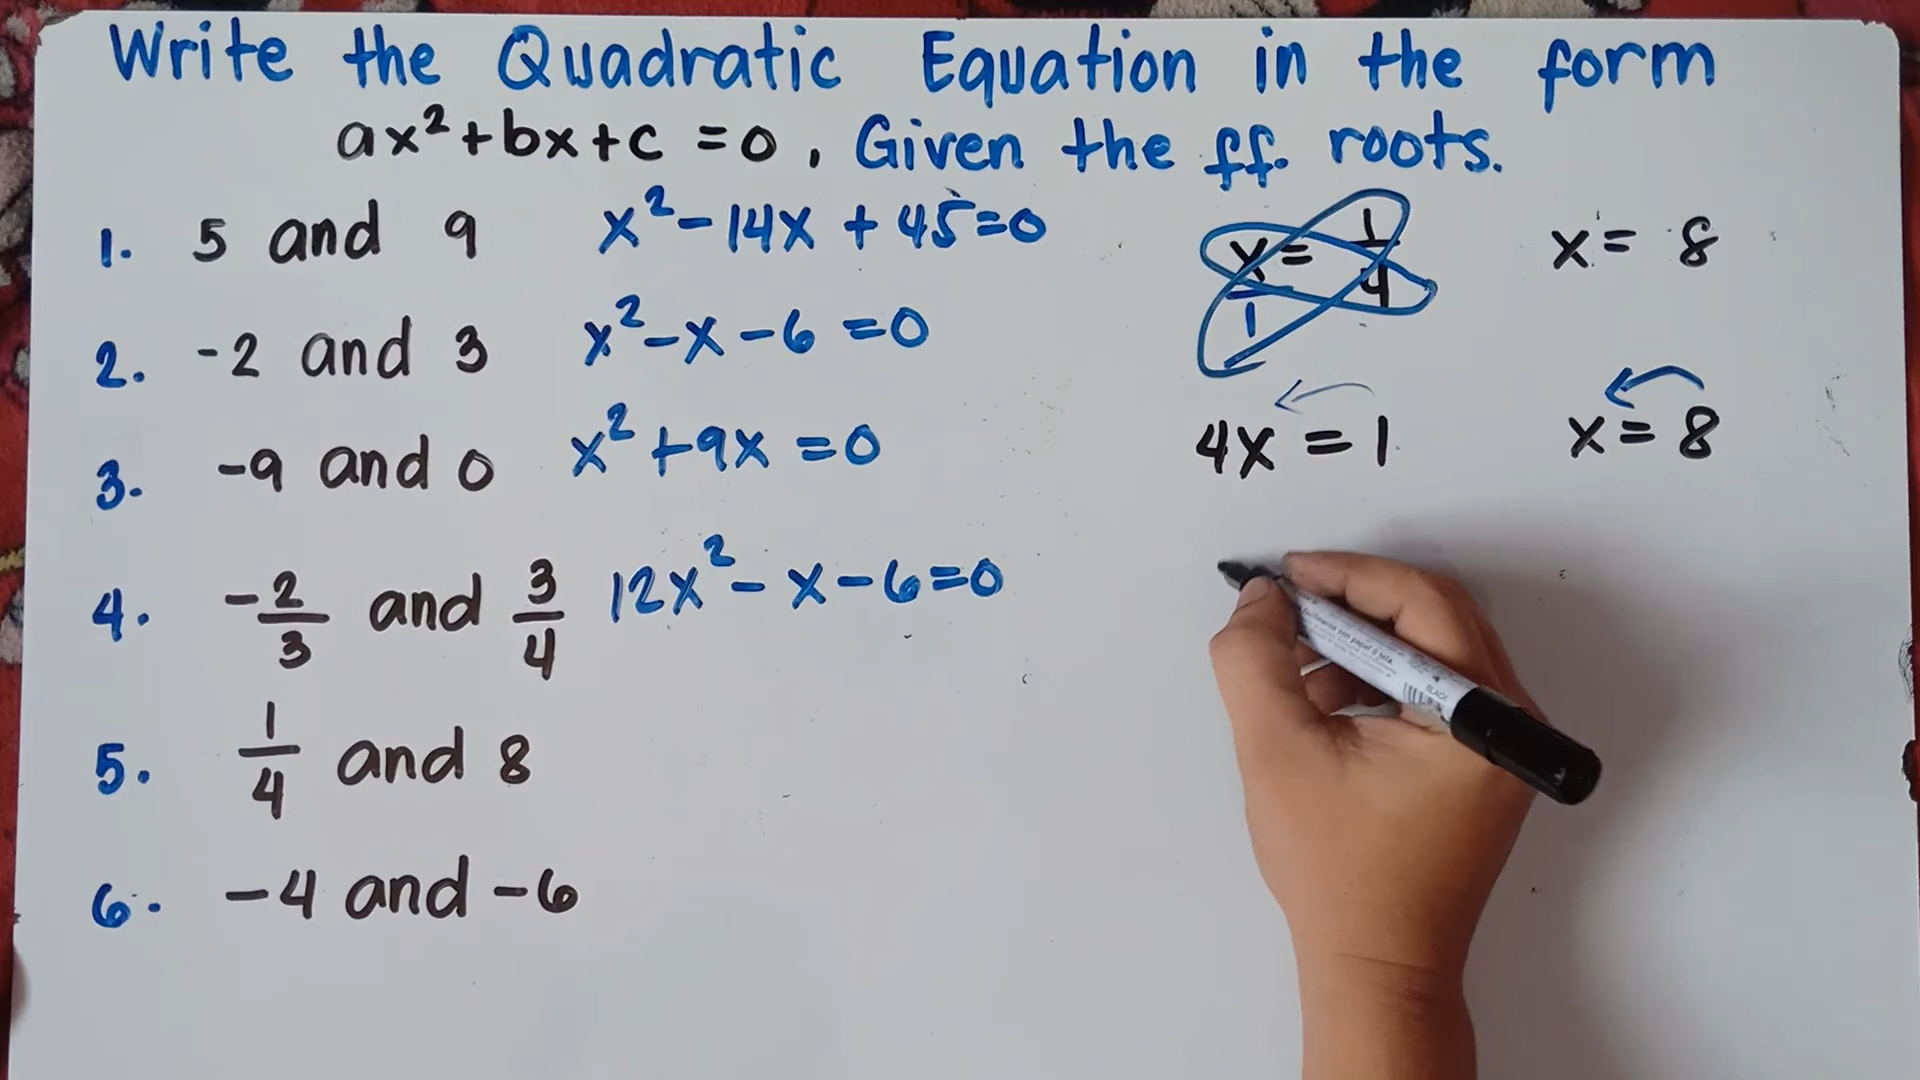 Write the Quadratic Equation in the form
ax²+bx+c =0, Given the ff. roots.
1. 5 and 9 x²-14x + 45=0
2. -2 and 3 x²-x-6=0
3. -9 and 0 x²+9x=0
4. -2/3 and 3/4 12x²-x-6=0
5. 1/4 and 8
6. -4 and -6
x/1 = 1/4 x= 8
4x = 1 x=8
BLACK